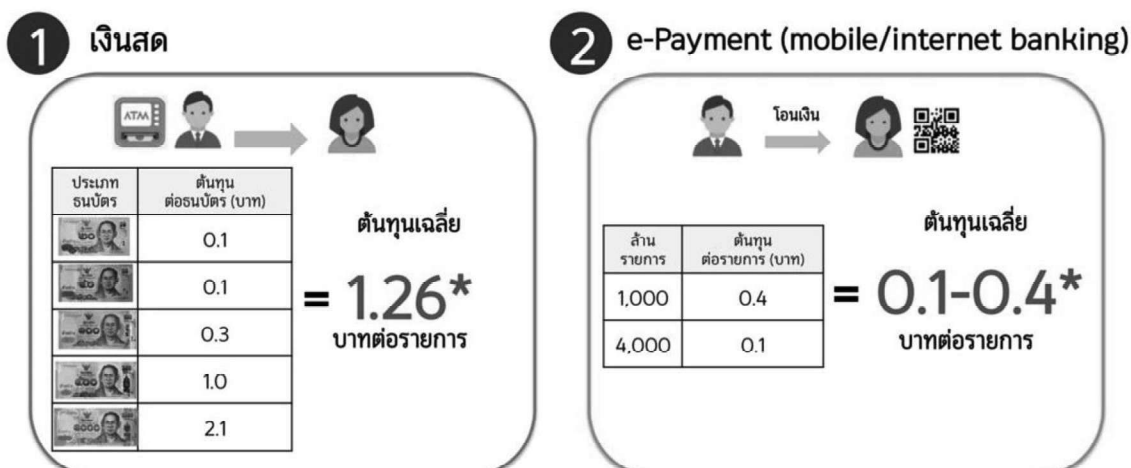 1 เงินสด
ATM
ประเภท
ธนบัตร
ต้นทุน
ต่อธนบัตร (บาท)
0.1
0.1
0.3
1.0
2.1
ต้นทุนเฉลี่ย
= 1.26*
บาทต่อรายการ
2 e-Payment (mobile/internet banking)
โอนเงิน
ล้าน
รายการ
ต้นทุน
ต่อรายการ (บาท)
1,000 0.4
4,000 0.1
ต้นทุนเฉลี่ย
= 0.1-0.4*
บาทต่อรายการ